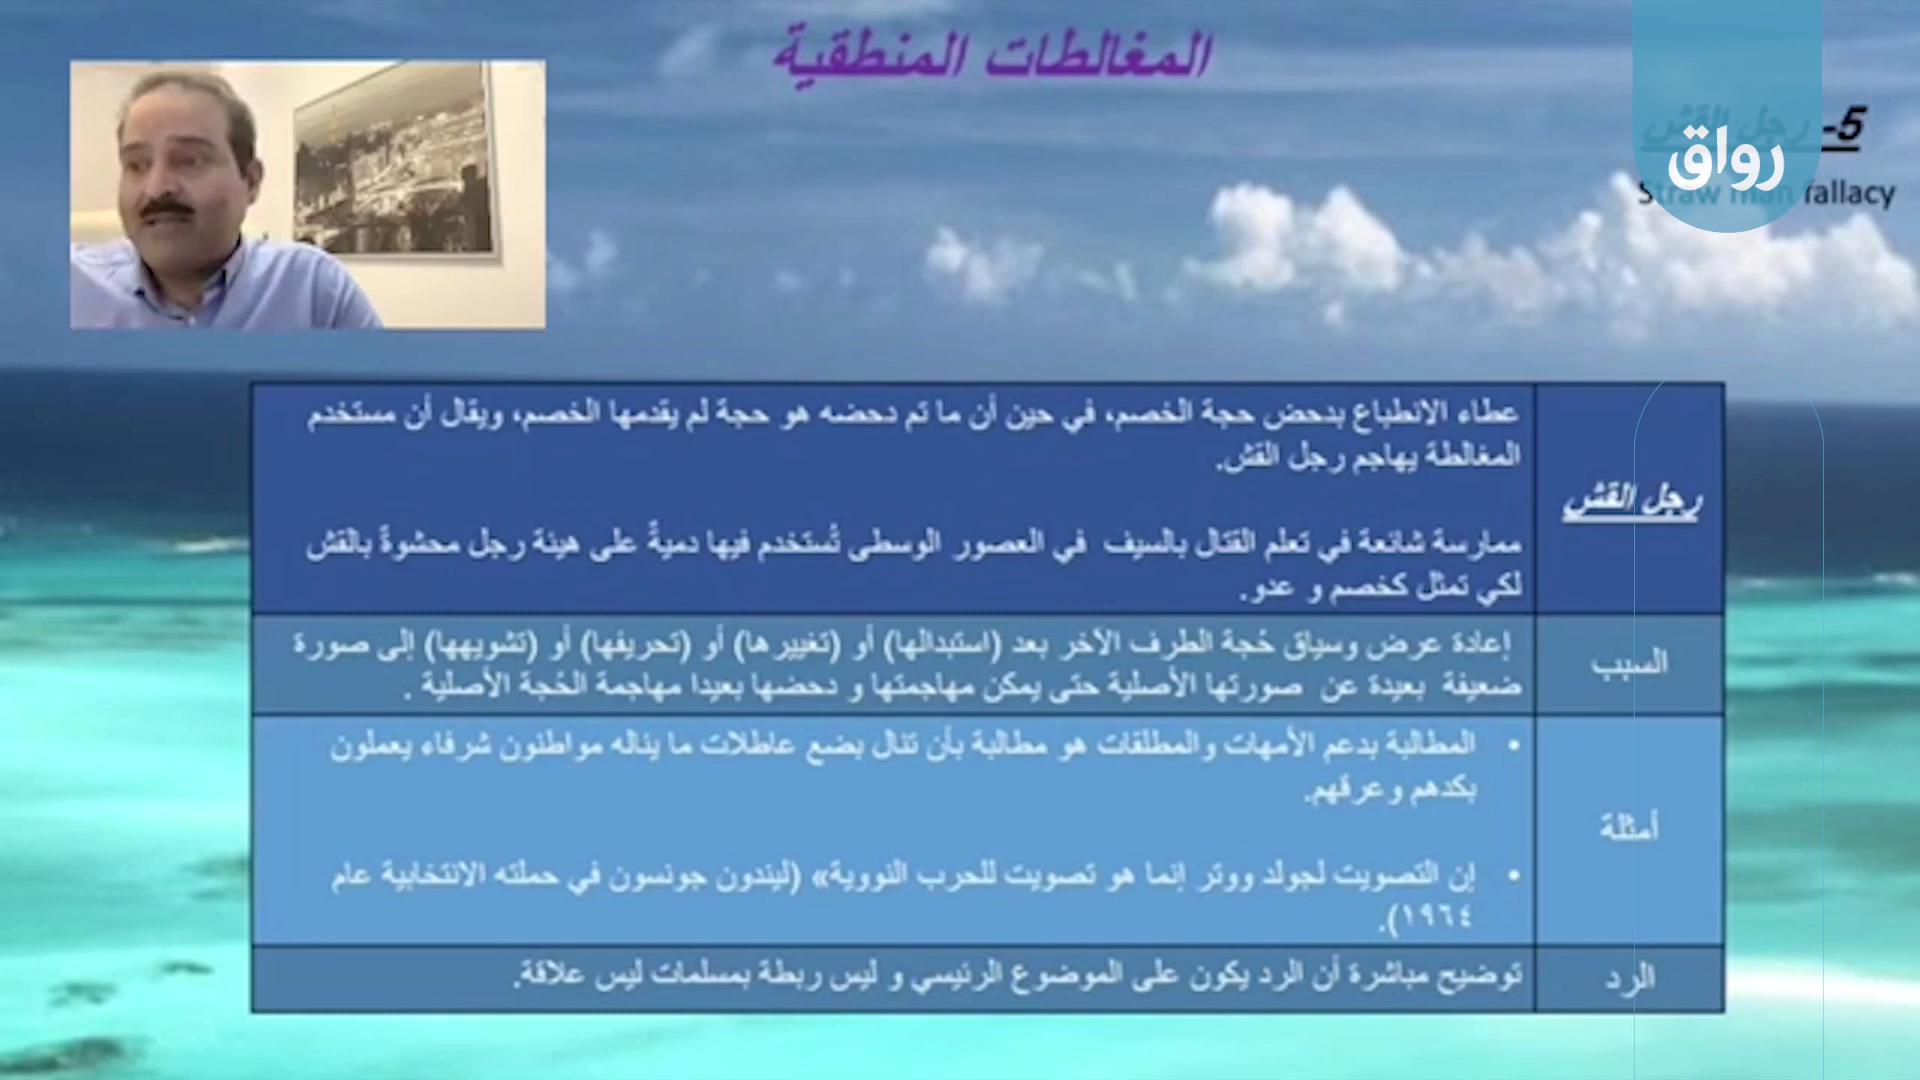 المغالطات المنطقية
5- رجل القش
Straw man fallacy
رواق
رجل القش
عطاء الانطباع بدحض حجة الخصم، في حين أن ما تم دحضه هو حجة لم يقدمها الخصم، ويقال أن مستخدم
المغالطة يهاجم رجل القش.
ممارسة شائعة في تعلم القتال بالسيف في العصور الوسطى تُستخدم فيها دميةٌ على هيئة رجل محشوةٌ بالقش
لكي تمثل كخصم و عدو.
السبب
إعادة عرض وسياق حُجة الطرف الآخر بعد (استبدالها) أو (تغييرها) أو (تحريفها) أو (تشويهها) إلى صورة
ضعيفة بعيدة عن صورتها الأصلية حتى يمكن مهاجمتها و دحضها بعيدا مهاجمة الحُجة الأصلية .
أمثلة
• المطالبة بدعم الأمهات والمطلقات هو مطالبة بأن تنال بضع عاطلات ما يناله مواطنون شرفاء يعملون
بكدهم وعرقهم.
• إن التصويت لجولد ووتر إنما هو تصويت للحرب النووية» (ليندون جونسون في حملته الانتخابية عام
١٩٦٤).
الرد
توضيح مباشرة أن الرد يكون على الموضوع الرئيسي و ليس ربطة بمسلمات ليس علاقة.